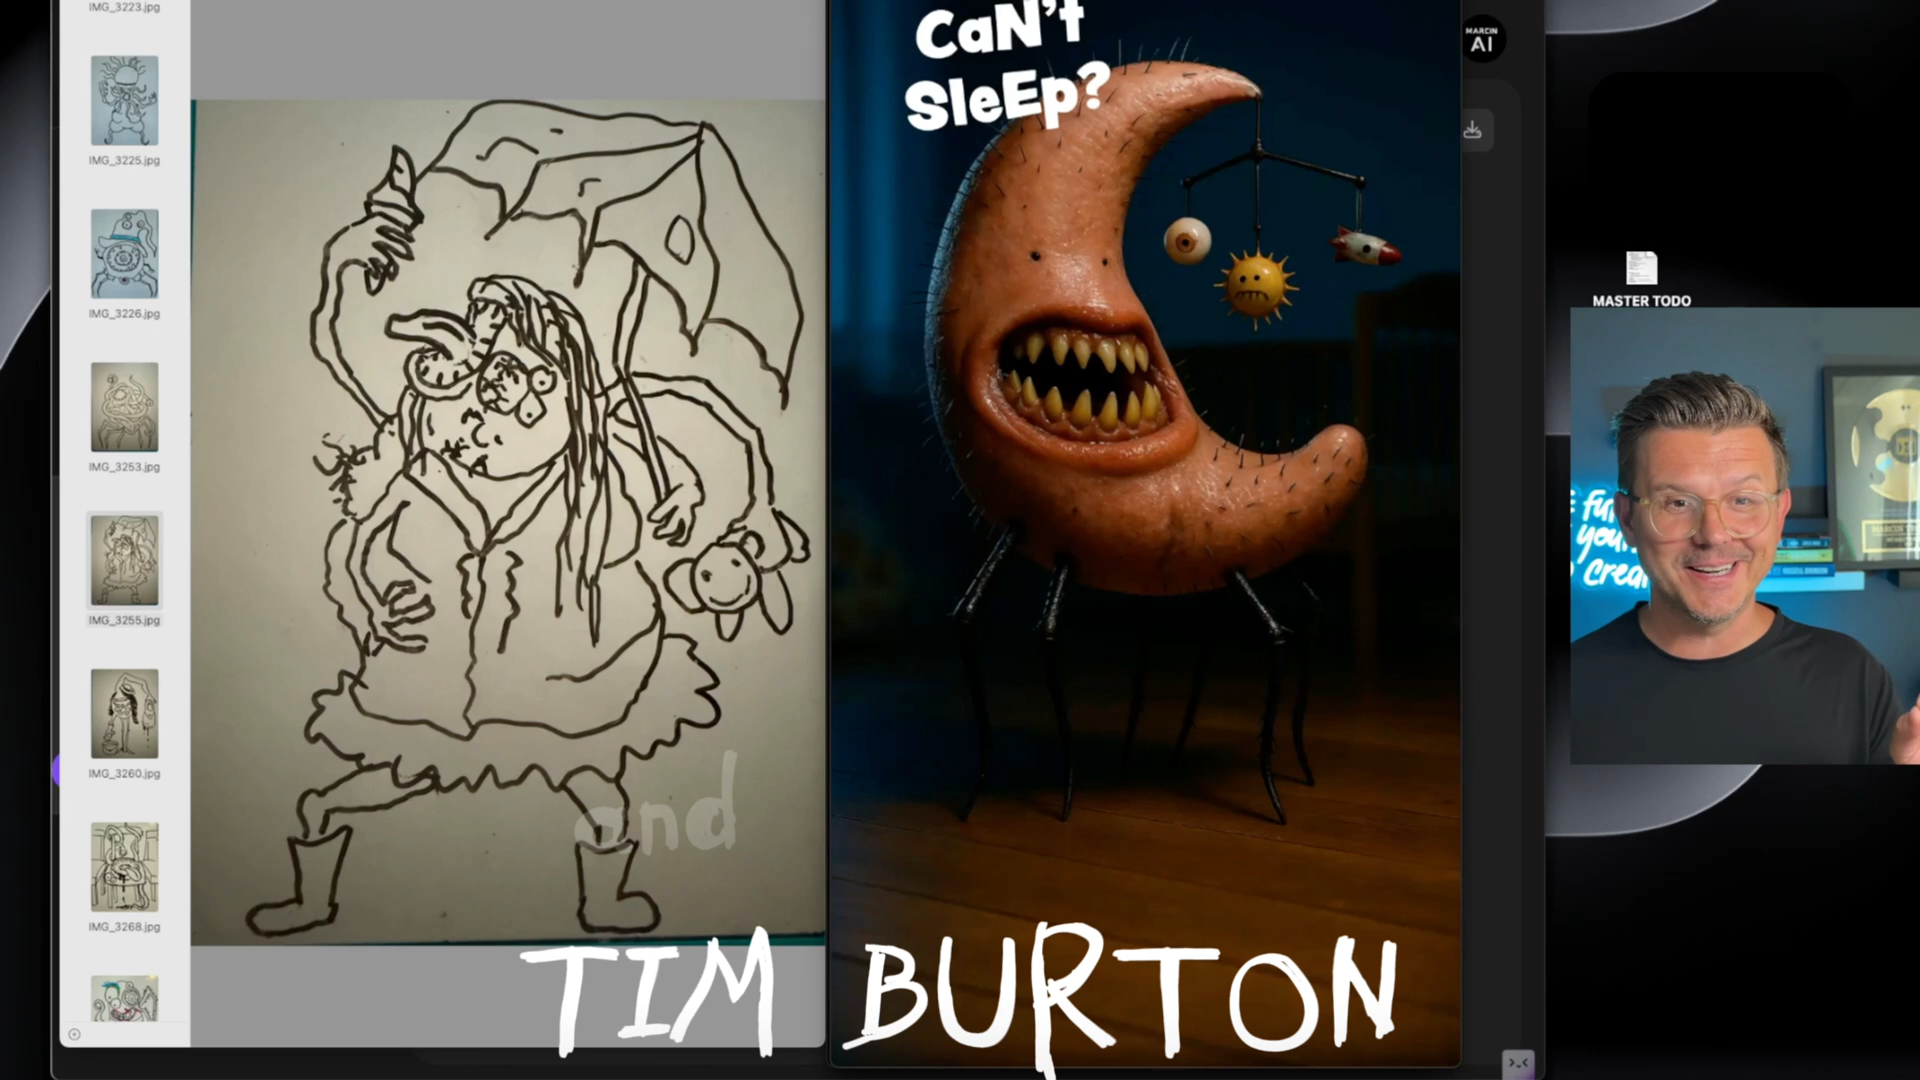 IMG_3223.jpg
IMG_3225.jpg
IMG_3226.jpg
IMG_3253.jpg
IMG_3255.jpg
IMG_3260.jpg
IMG_3268.jpg
CaN't
SleEp?
MARCIN
AI
MASTER TODO
and
TIM BURTON